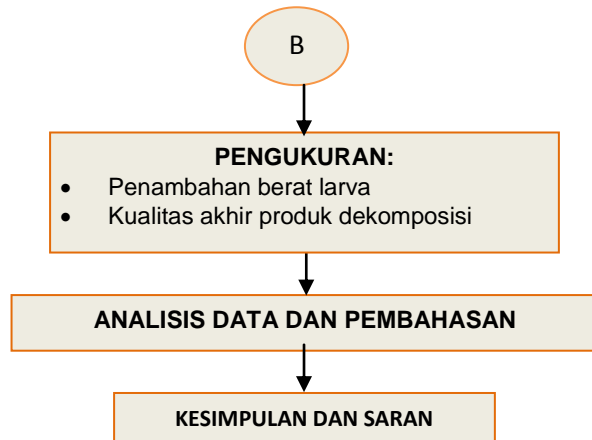 B
PENGUKURAN:
• Penambahan berat larva
• Kualitas akhir produk dekomposisi
ANALISIS DATA DAN PEMBAHASAN
KESIMPULAN DAN SARAN